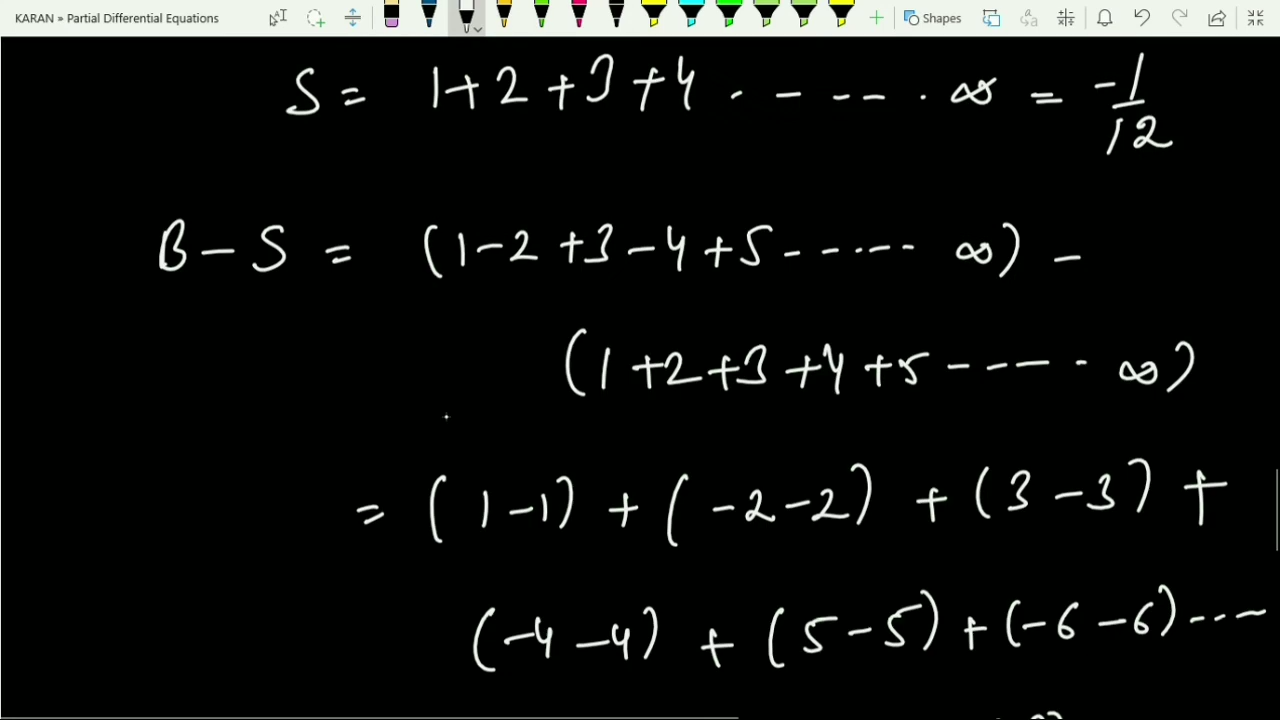 KARAN » Partial Differential Equations Shapes
S = 1+2+3+4 . - - - - . ∞ = -1/12
B - S = (1-2+3-4+5------ ∞) -
(1+2+3+4+5----- ∞)
= (1-1) + (-2-2) + (3-3) +
(-4-4) + (5-5) + (-6-6)----